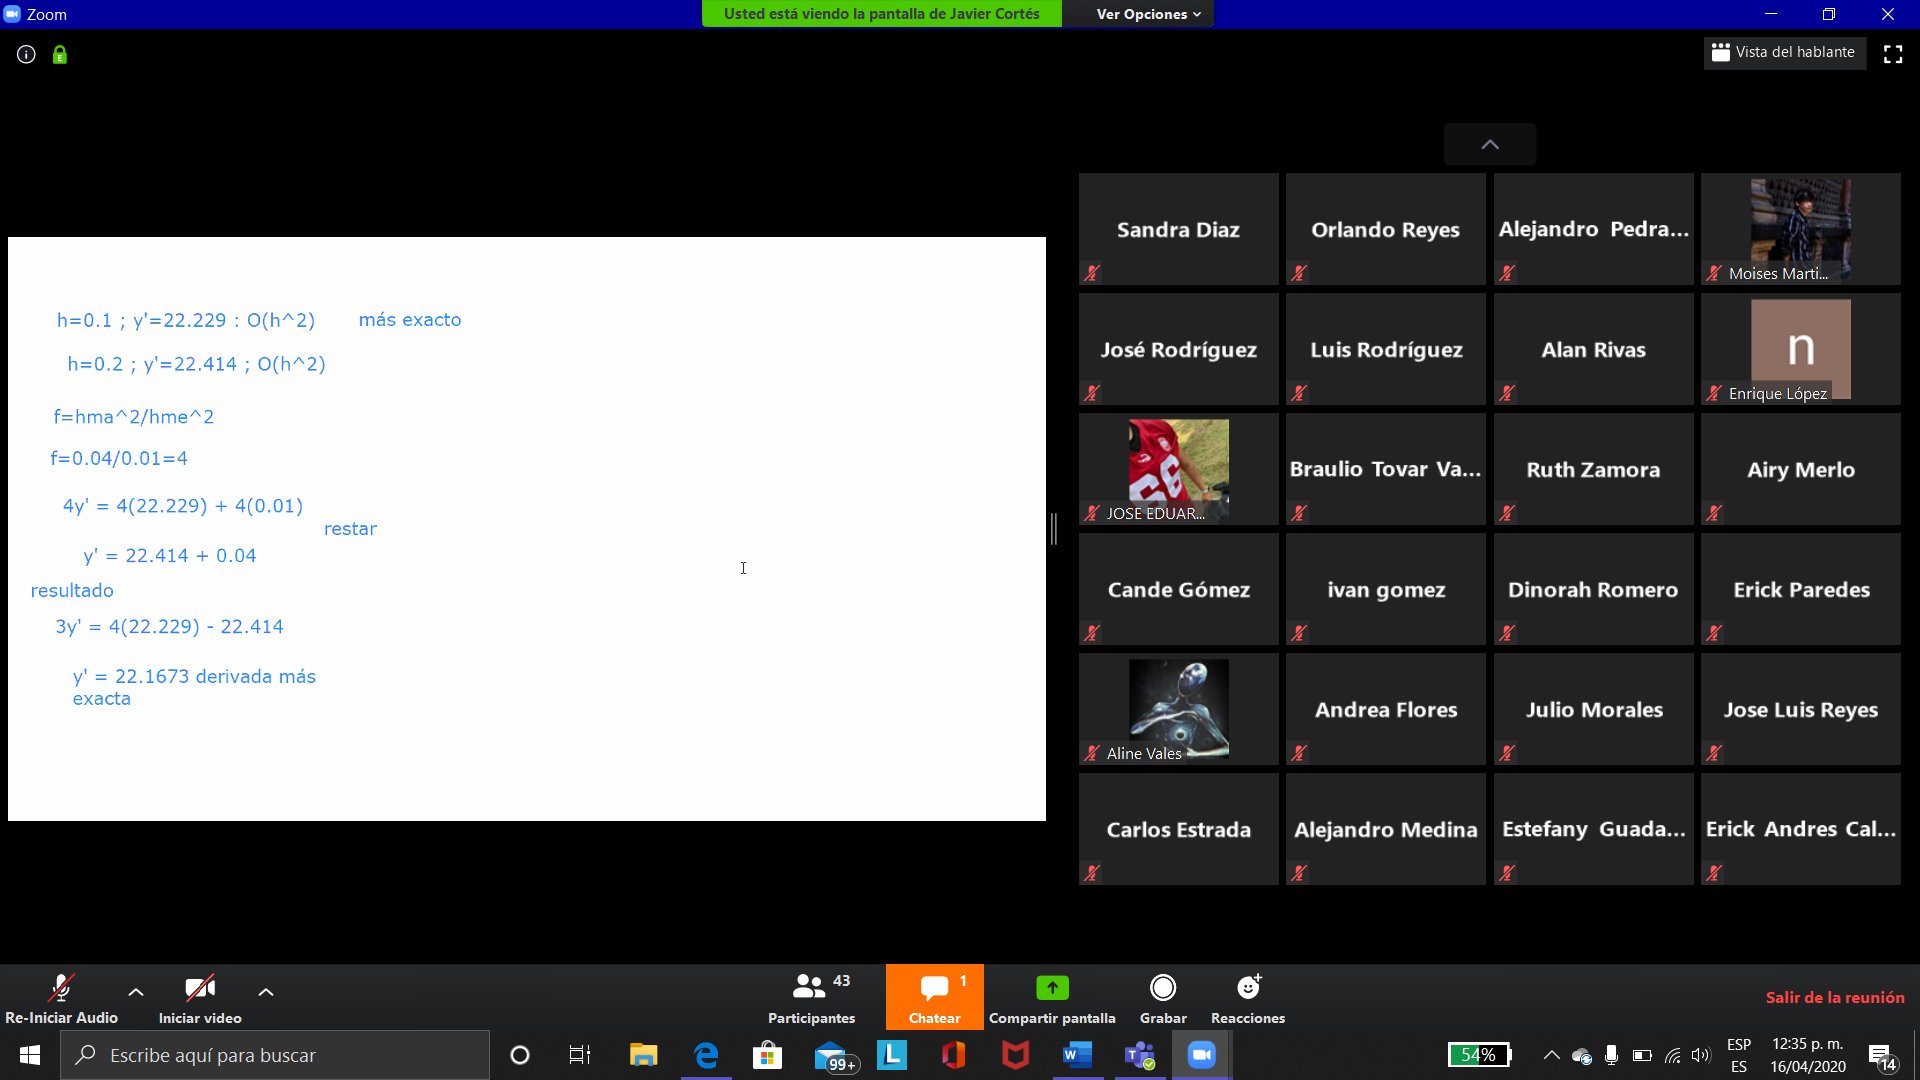 Zoom
Usted está viendo la pantalla de Javier Cortés
Ver Opciones
Vista del hablante
h=0.1 ; y'=22.229 : O(h^2) más exacto
h=0.2 ; y'=22.414 ; O(h^2)
f=hma^2/hme^2
f=0.04/0.01=4
4y' = 4(22.229) + 4(0.01)
restar
y' = 22.414 + 0.04
resultado
3y' = 4(22.229) - 22.414
y' = 22.1673 derivada más
exacta
Sandra Diaz
Orlando Reyes
Alejandro Pedra...
Moises Marti...
José Rodríguez
Luis Rodríguez
Alan Rivas
n
Enrique López
66
JOSE EDUAR...
Braulio Tovar Va...
Ruth Zamora
Airy Merlo
Cande Gómez
ivan gomez
Dinorah Romero
Erick Paredes
Aline Vales
Andrea Flores
Julio Morales
Jose Luis Reyes
Carlos Estrada
Alejandro Medina
Estefany Guada...
Erick Andres Cal...
Re-Iniciar Audio
Iniciar video
43
Participantes
1
Chatear
Compartir pantalla
Grabar
Reacciones
Salir de la reunión
Escribe aquí para buscar
99+
L
54%
ESP
ES
12:35 p. m.
16/04/2020
14